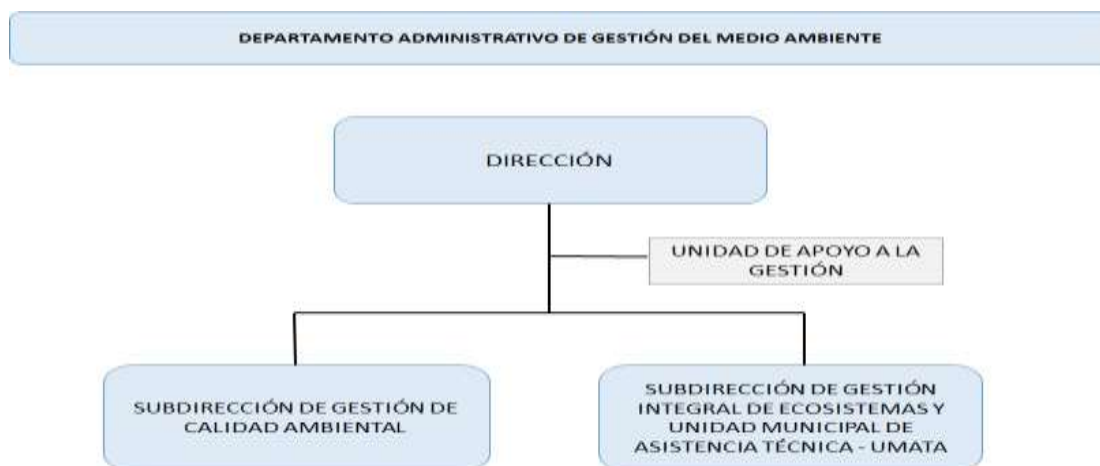 DEPARTAMENTO ADMINISTRATIVO DE GESTIÓN DEL MEDIO AMBIENTE
DIRECCIÓN
UNIDAD DE APOYO A LA
GESTIÓN
SUBDIRECCIÓN DE GESTIÓN DE
CALIDAD AMBIENTAL
SUBDIRECCIÓN DE GESTIÓN
INTEGRAL DE ECOSISTEMAS Y
UNIDAD MUNICIPAL DE
ASISTENCIA TÉCNICA - UMATA